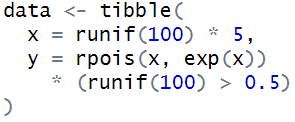 data <- tibble(
  x = runif(100) * 5,
  y = rpois(x, exp(x))
    * (runif(100) > 0.5)
)